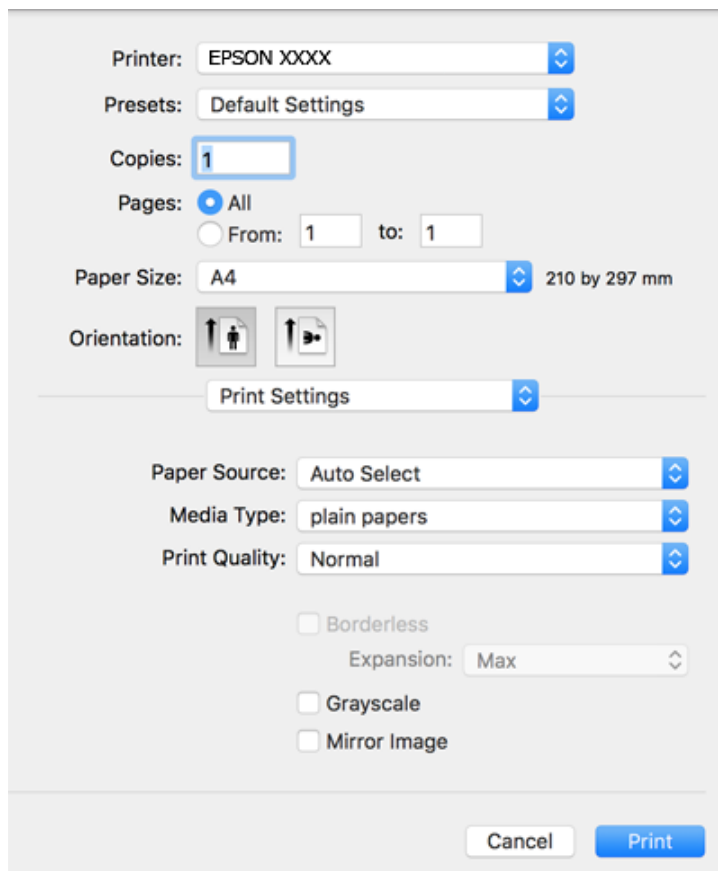 Printer: EPSON XXXX
Presets: Default Settings
Copies: 1
Pages: All
From: 1 to: 1
Paper Size: A4 210 by 297 mm
Orientation:
Print Settings
Paper Source: Auto Select
Media Type: plain papers
Print Quality: Normal
Borderless
Expansion: Max
Grayscale
Mirror Image
Cancel Print